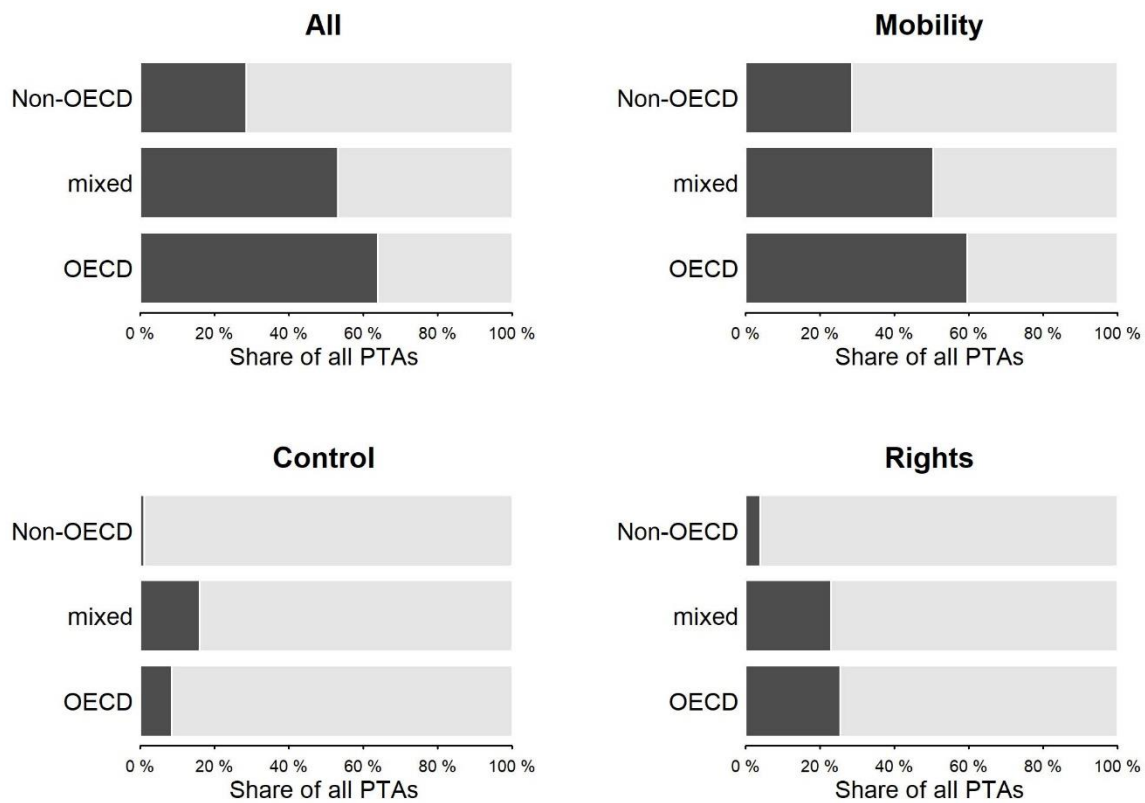 All
Non-OECD
mixed
OECD
0 % 20 % 40 % 60 % 80 % 100 %
Share of all PTAs
Mobility
Non-OECD
mixed
OECD
0 % 20 % 40 % 60 % 80 % 100 %
Share of all PTAs
Control
Non-OECD
mixed
OECD
0 % 20 % 40 % 60 % 80 % 100 %
Share of all PTAs
Rights
Non-OECD
mixed
OECD
0 % 20 % 40 % 60 % 80 % 100 %
Share of all PTAs